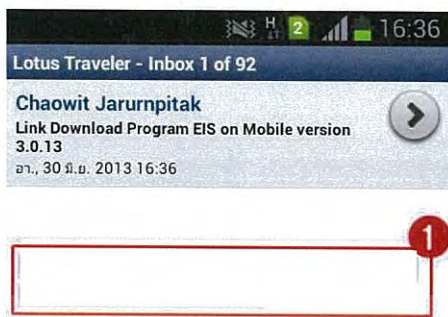 H 2 16:36
Lotus Traveler - Inbox 1 of 92
Chaowit Jarurnpitak
Link Download Program EIS on Mobile version
3.0.13
อา., 30 มิ.ย. 2013 16:36
1